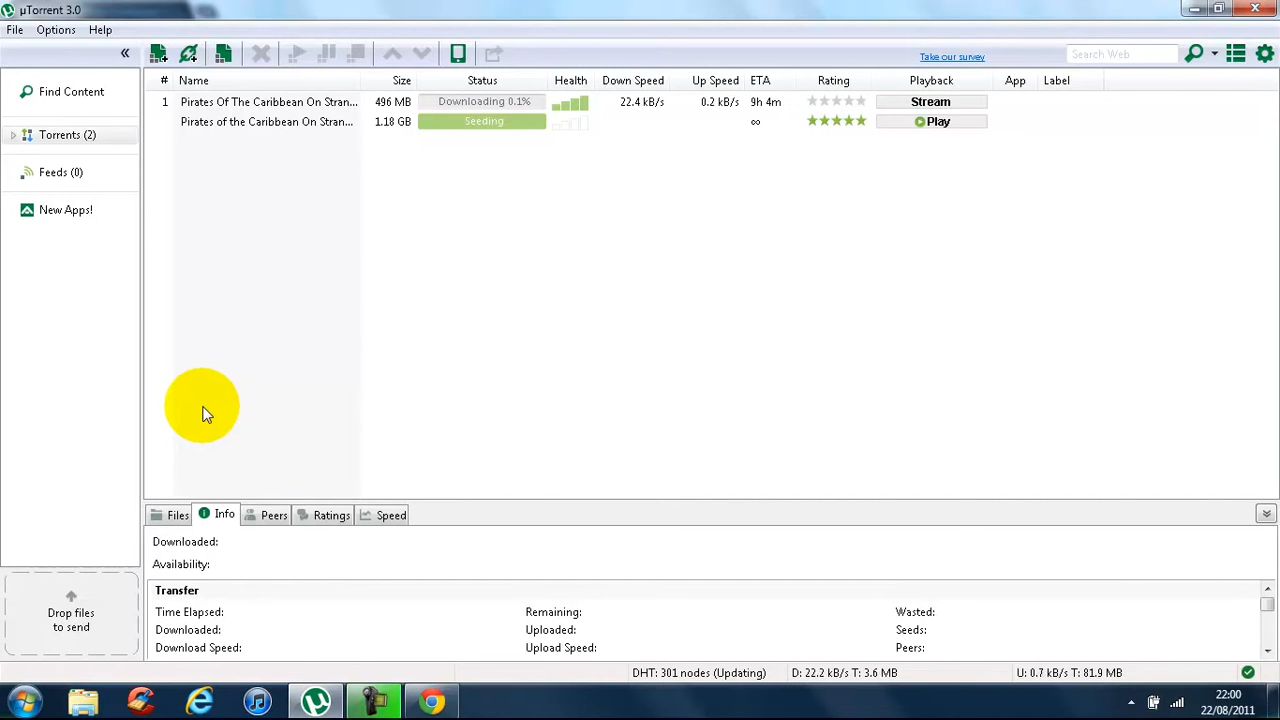 µTorrent 3.0
File Options Help
« Take our survey Search Web
Find Content
Torrents (2)
Feeds (0)
New Apps!
# Name Size Status Health Down Speed Up Speed ETA Rating Playback App Label
1 Pirates Of The Caribbean On Stran... 496 MB Downloading 0.1% 22.4 kB/s 0.2 kB/s 9h 4m Stream
Pirates of the Caribbean On Stran... 1.18 GB Seeding ∞ Play
Files Info Peers Ratings Speed
Downloaded:
Availability:
Transfer
Time Elapsed: Remaining: Wasted:
Downloaded: Uploaded: Seeds:
Download Speed: Upload Speed: Peers:
Drop files
to send
DHT: 301 nodes (Updating) D: 22.2 kB/s T: 3.6 MB U: 0.7 kB/s T: 81.9 MB
22:00
22/08/2011